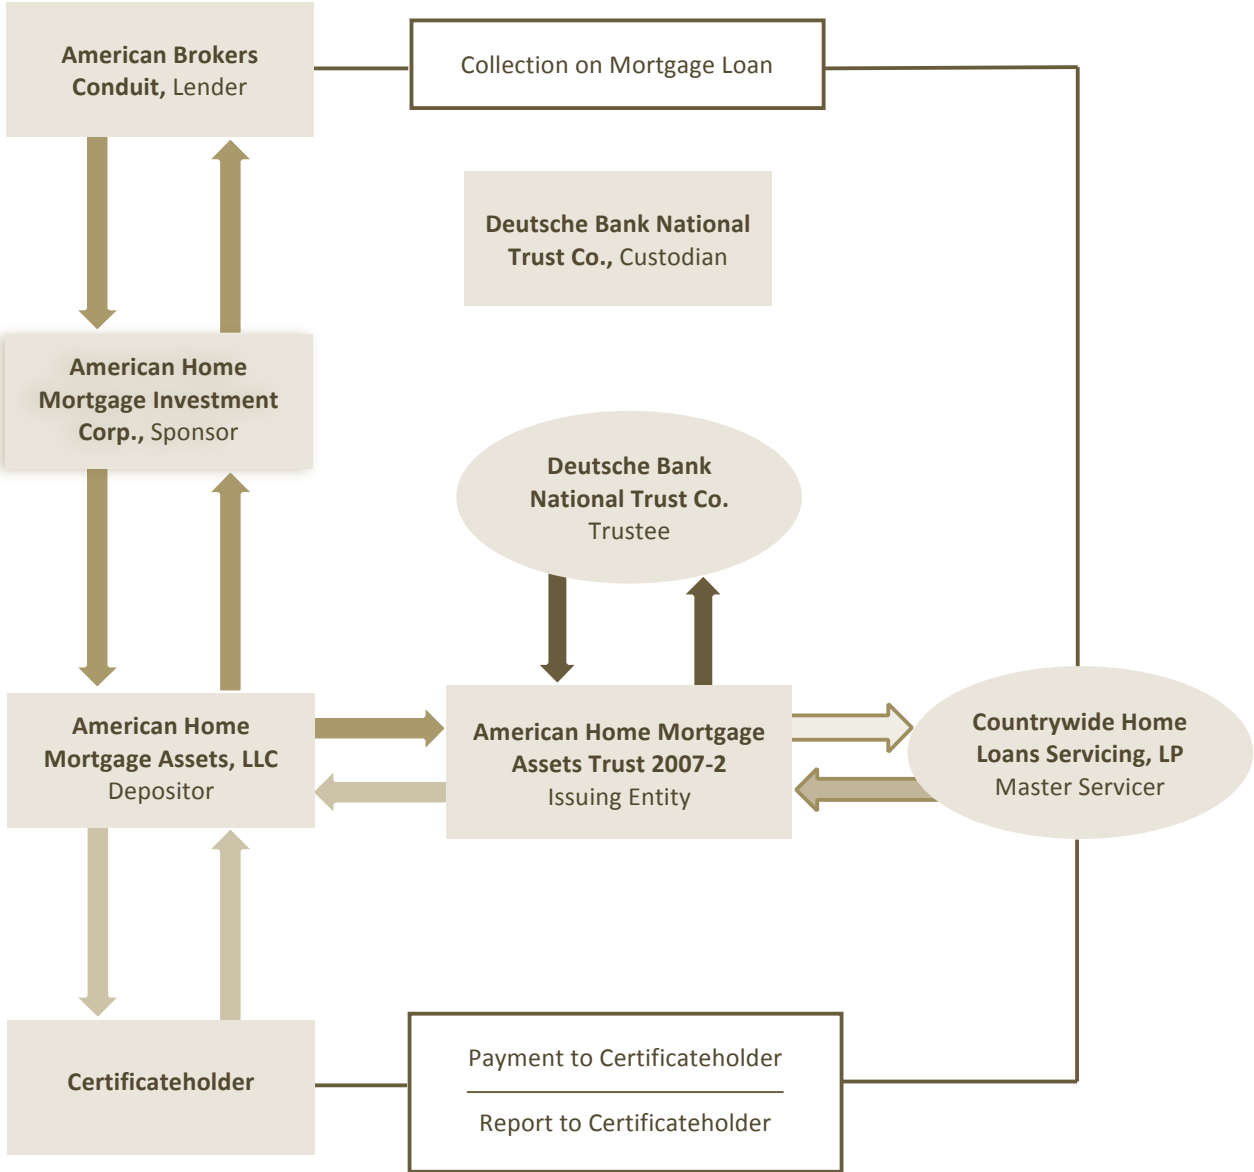 American Brokers
Conduit, Lender
Collection on Mortgage Loan
Deutsche Bank National
Trust Co., Custodian
American Home
Mortgage Investment
Corp., Sponsor
Deutsche Bank
National Trust Co.
Trustee
American Home
Mortgage Assets, LLC
Depositor
American Home Mortgage
Assets Trust 2007-2
Issuing Entity
Countrywide Home
Loans Servicing, LP
Master Servicer
Certificateholder
Payment to Certificateholder
Report to Certificateholder